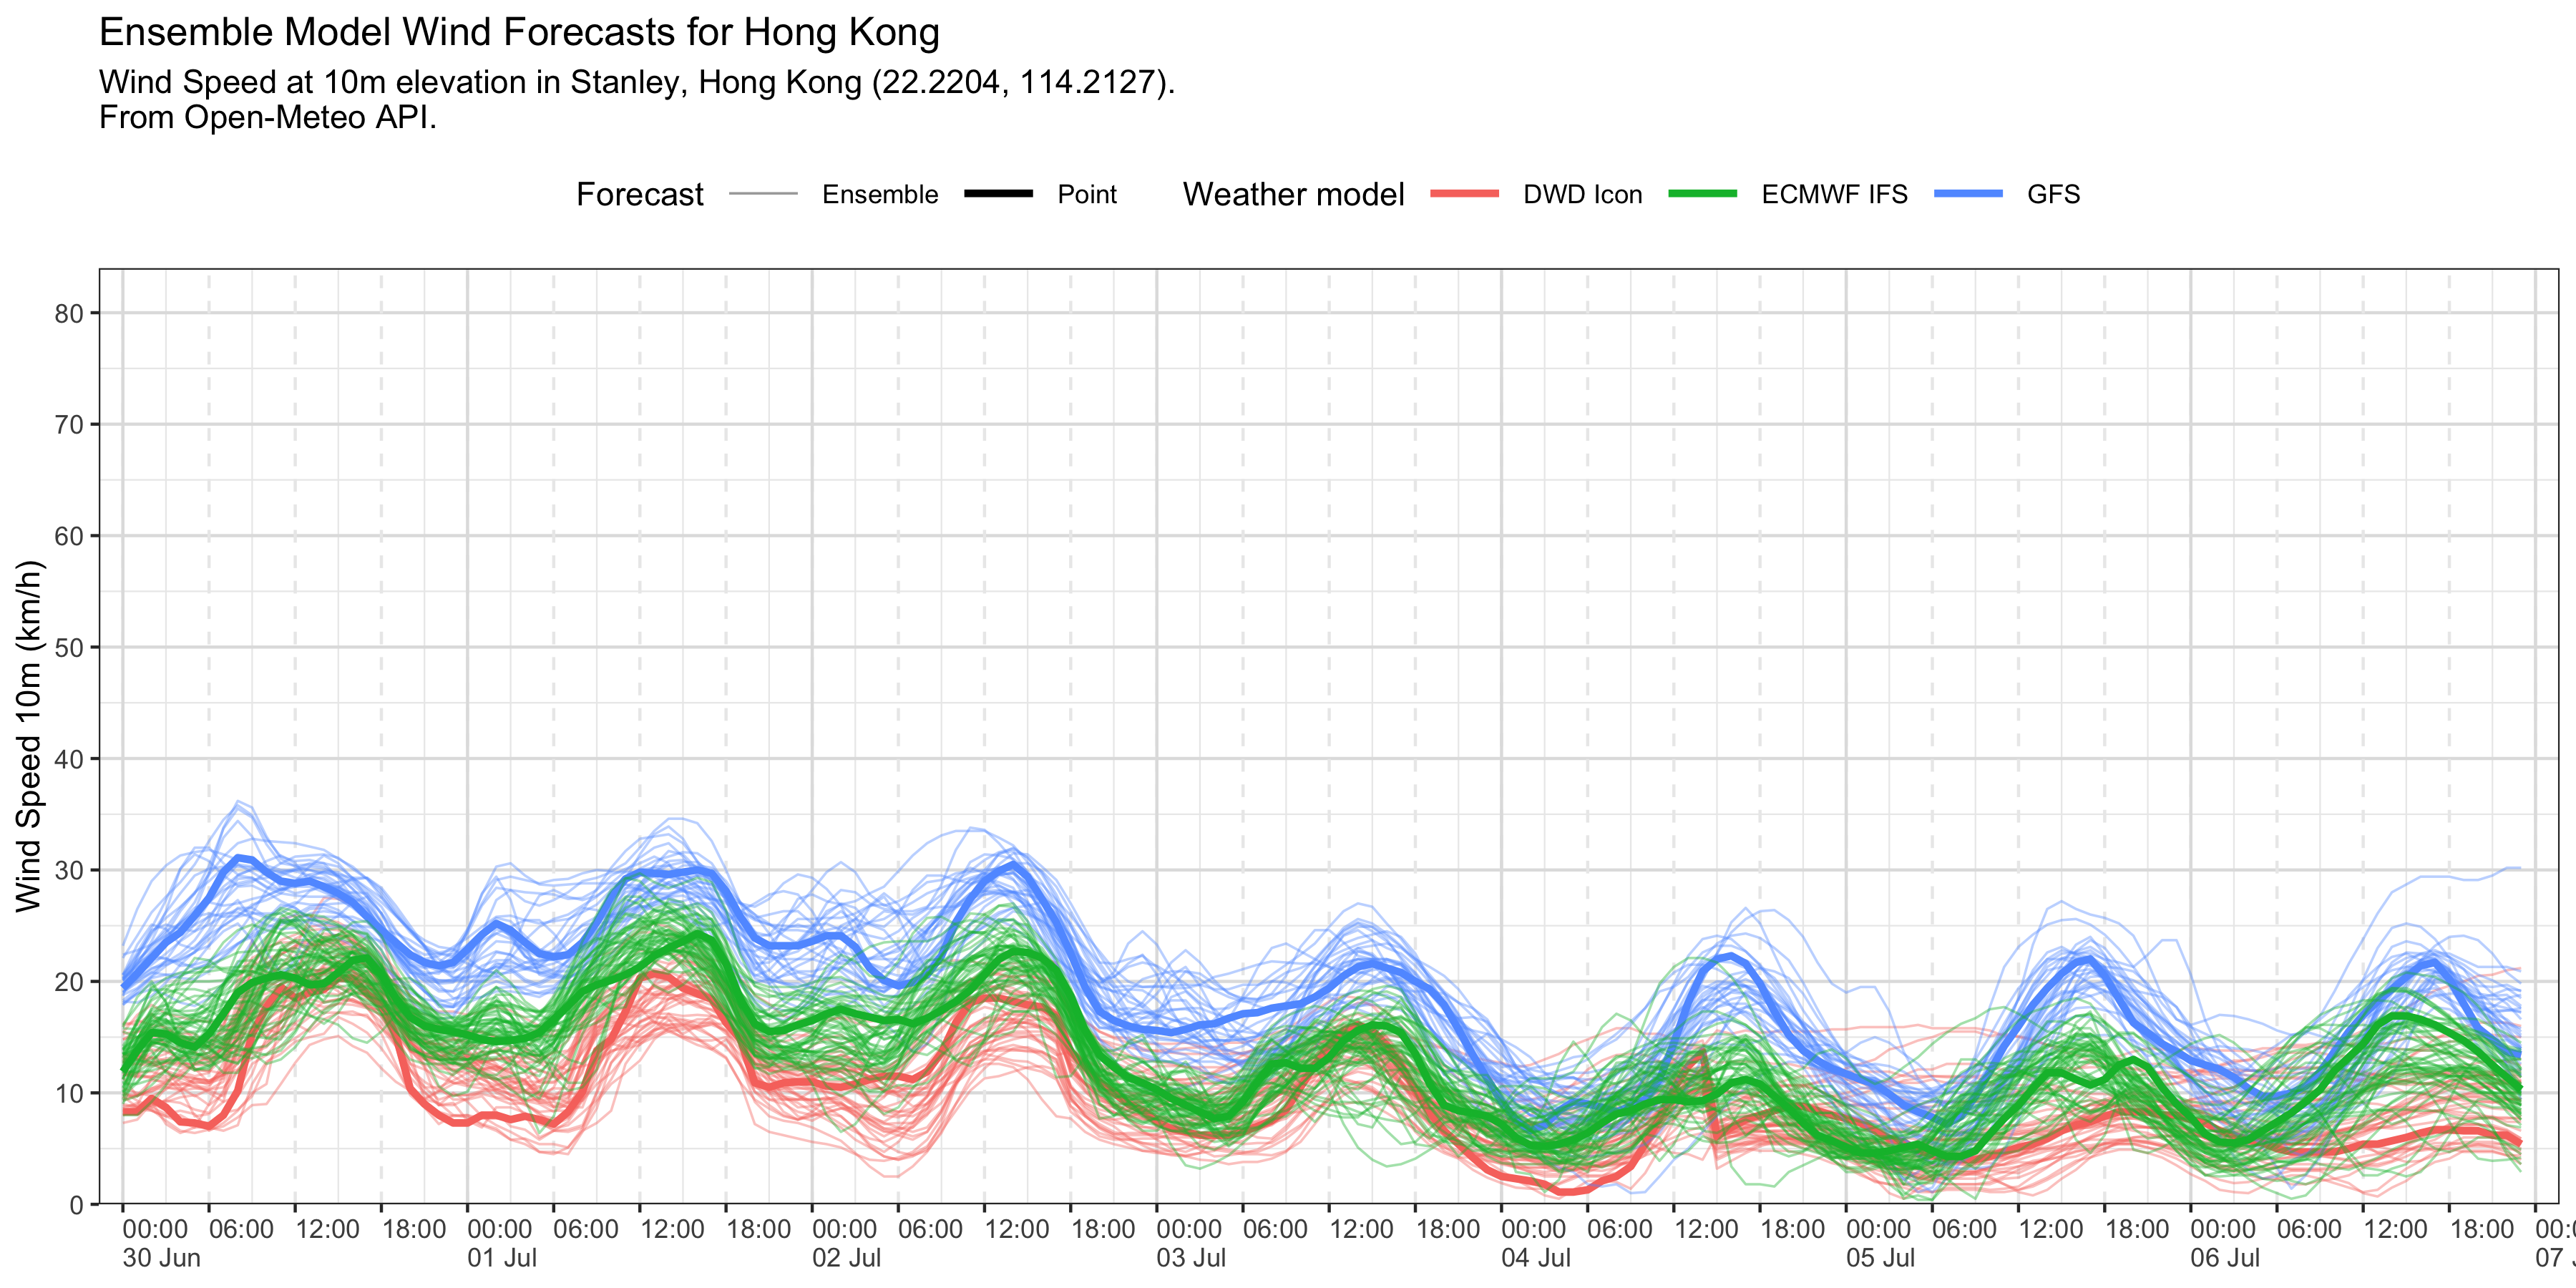 Ensemble Model Wind Forecasts for Hong Kong
Wind Speed at 10m elevation in Stanley, Hong Kong (22.2204, 114.2127).
From Open-Meteo API.
Forecast Ensemble Point Weather model DWD Icon ECMWF IFS GFS
Wind Speed 10m (km/h)
80
70
60
50
40
30
20
10
0
00:00 06:00 12:00 18:00 00:00 06:00 12:00 18:00 00:00 06:00 12:00 18:00 00:00 06:00 12:00 18:00 00:00 06:00 12:00 18:00 00:00 06:00 12:00 18:00 00:00 06:00 12:00 18:00 00:
30 Jun 01 Jul 02 Jul 03 Jul 04 Jul 05 Jul 06 Jul 07